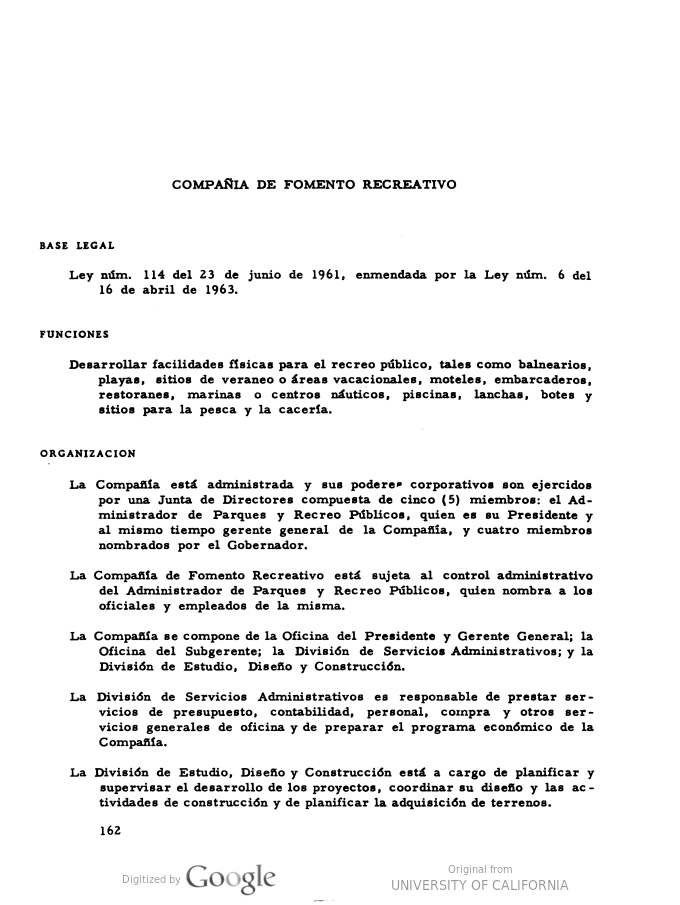 COMPAÑIA DE FOMENTO RECREATIVO
BASE LEGAL
Ley núm. 114 del 23 de junio de 1961, enmendada por la Ley núm. 6 del
16 de abril de 1963.
FUNCIONES
Desarrollar facilidades físicas para el recreo público, tales como balnearios,
playas, sitios de veraneo o áreas vacacionales, moteles, embarcaderos,
restoranes, marinas o centros náuticos, piscinas, lanchas, botes y
sitios para la pesca y la cacería.
ORGANIZACION
La Compañía está administrada y sus poderes corporativos son ejercidos
por una Junta de Directores compuesta de cinco (5) miembros: el Ad-
ministrador de Parques y Recreo Públicos, quien es su Presidente y
al mismo tiempo gerente general de la Compañía, y cuatro miembros
nombrados por el Gobernador.
La Compañía de Fomento Recreativo está sujeta al control administrativo
del Administrador de Parques y Recreo Públicos, quien nombra a los
oficiales y empleados de la misma.
La Compañía se compone de la Oficina del Presidente y Gerente General; la
Oficina del Subgerente; la División de Servicios Administrativos; y la
División de Estudio, Diseño y Construcción.
La División de Servicios Administrativos es responsable de prestar ser-
vicios de presupuesto, contabilidad, personal, compra y otros ser-
vicios generales de oficina y de preparar el programa económico de la
Compañía.
La División de Estudio, Diseño y Construcción está a cargo de planificar y
supervisar el desarrollo de los proyectos, coordinar su diseño y las ac-
tividades de construcción y de planificar la adquisición de terrenos.
162
Digitized by Google
Original from
UNIVERSITY OF CALIFORNIA